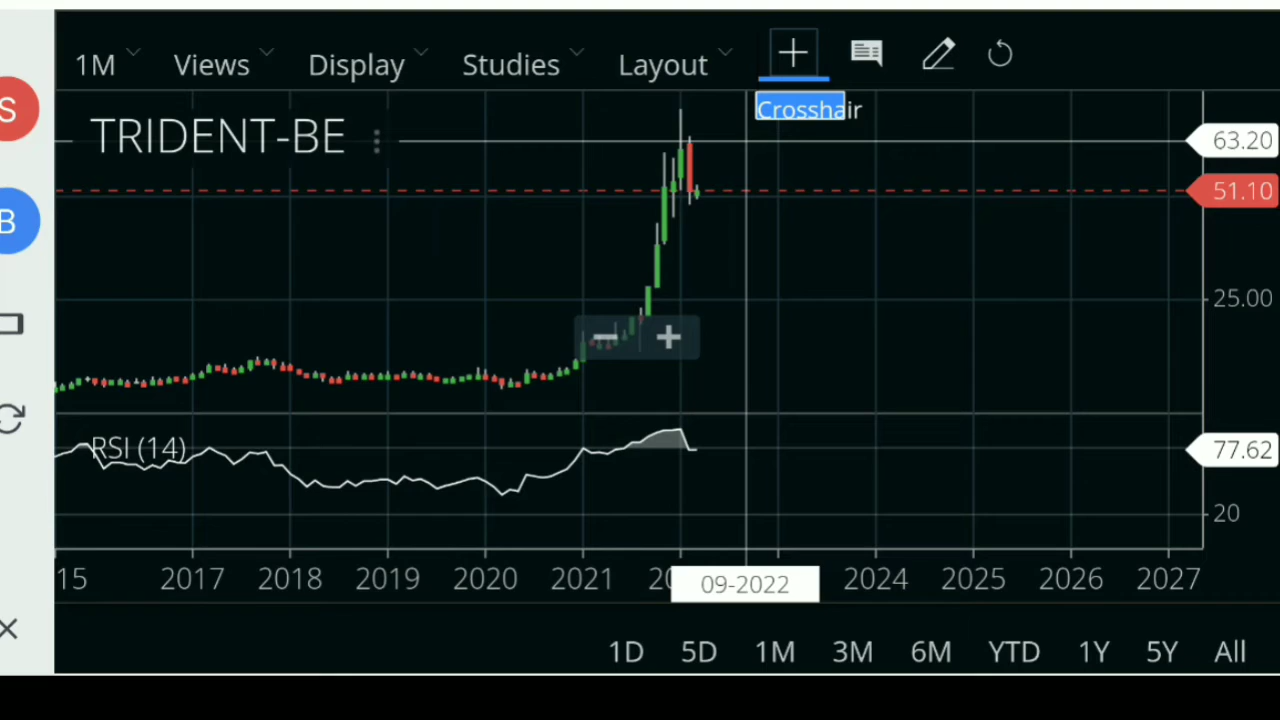 1M Views Display Studies Layout
Crosshair
S
TRIDENT-BE
63.20
51.10
B
25.00
RSI (14)
77.62
20
15 2017 2018 2019 2020 2021 09-2022 2024 2025 2026 2027
1D 5D 1M 3M 6M YTD 1Y 5Y All